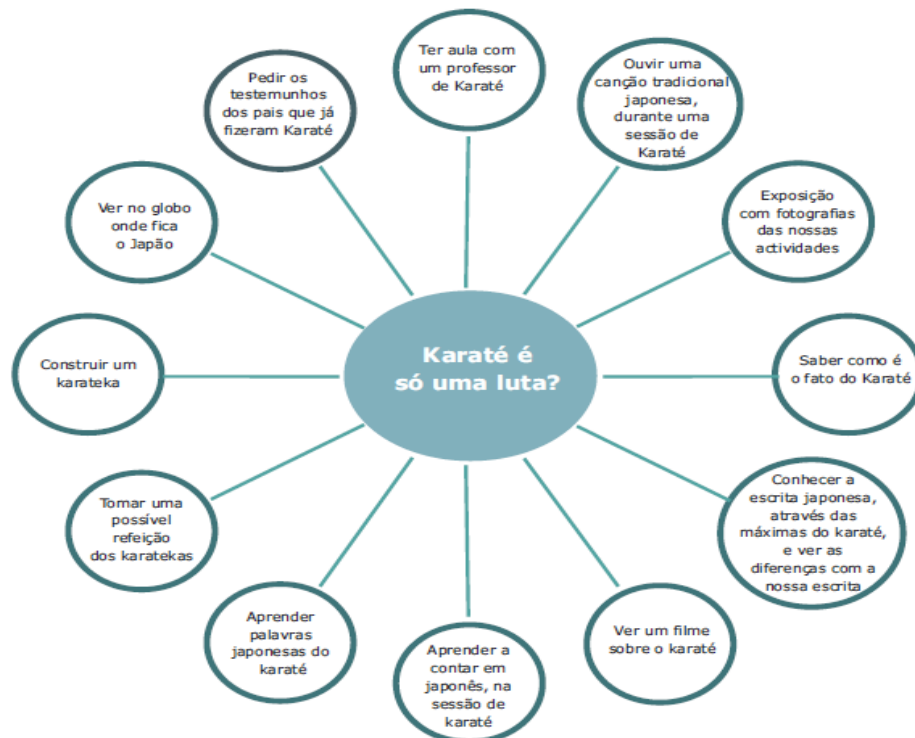 Karaté é
só uma luta?
Ter aula com
um professor
de Karaté
Ouvir uma
canção tradicional
japonesa,
durante uma
sessão de
Karaté
Exposição
com fotografias
das nossas
actividades
Saber como é
o fato do Karaté
Conhecer a
escrita japonesa,
através das
máximas do karaté,
e ver as
diferenças com a
nossa escrita
Ver um filme
sobre o karaté
Aprender a
contar em
japonês, na
sessão de
karaté
Aprender
palavras
japonesas do
karaté
Tomar uma
possível
refeição
dos karatekas
Construir um
karateka
Ver no globo
onde fica
o Japão
Pedir os
testemunhos
dos pais que já
fizeram Karaté